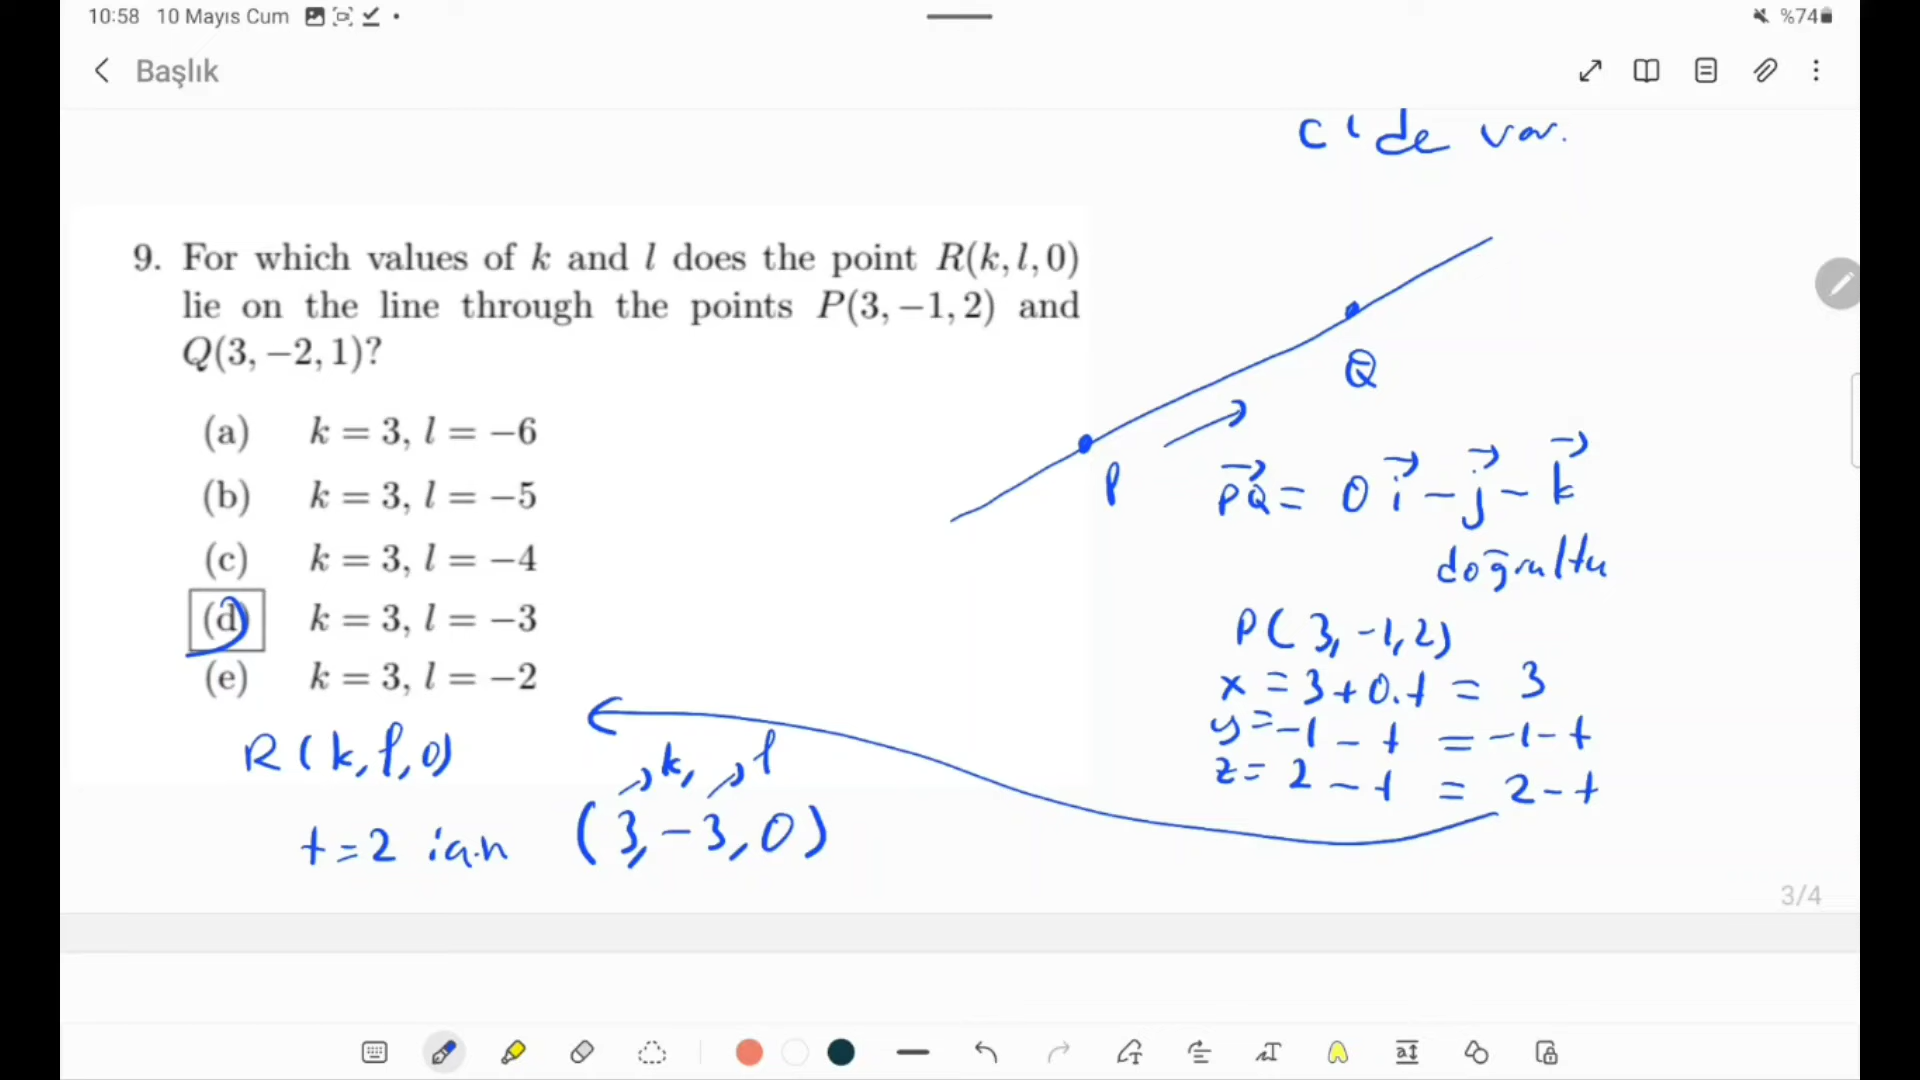 10:58 10 Mayıs Cum
%74
Başlık
c'de var.
9. For which values of k and l does the point R(k, l, 0)
lie on the line through the points P(3, −1, 2) and
Q(3, −2, 1)?
(a) k = 3, l = −6
(b) k = 3, l = −5
(c) k = 3, l = −4
(d) k = 3, l = −3
(e) k = 3, l = −2
Q
P
PQ = 0 i − j − k
doğrultu
P(3, −1, 2)
x = 3 + 0.t = 3
y = −1 − t = −1 − t
z = 2 − t = 2 − t
R(k, l, 0)
k, l
t = 2 için (3, −3, 0)
3/4